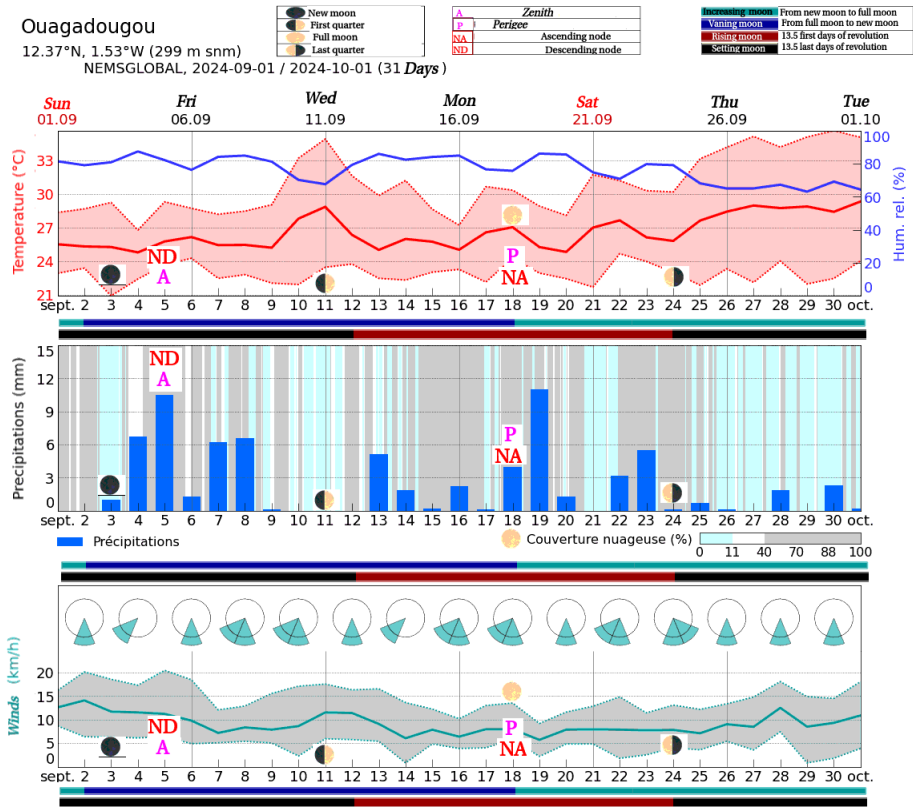 Ouagadougou
12.37°N, 1.53°W (299 m snm)
NEMSGLOBAL, 2024-09-01 / 2024-10-01 (31 Days)
New moon
First quarter
Full moon
Last quarter
A Zenith
P Perigee
NA Ascending node
ND Descending node
Increasing moon From new moon to full moon
Vaning moon From full moon to new moon
Rising moon 13.5 first days of revolution
Setting moon 13.5 last days of revolution
Sun Fri Wed Mon Sat Thu Tue
01.09 06.09 11.09 16.09 21.09 26.09 01.10
Temperature (°C)
33
30
27
24
21
100
80
60
40
20
0
Hum. rel. (%)
ND
A
P
NA
sept. 2 3 4 5 6 7 8 9 10 11 12 13 14 15 16 17 18 19 20 21 22 23 24 25 26 27 28 29 30 oct.
Precipitations (mm)
15
12
9
6
3
0
ND
A
P
NA
sept. 2 3 4 5 6 7 8 9 10 11 12 13 14 15 16 17 18 19 20 21 22 23 24 25 26 27 28 29 30 oct.
Précipitations
Couverture nuageuse (%)
0 11 40 70 88 100
Winds (km/h)
20
15
10
5
0
ND
A
P
NA
sept. 2 3 4 5 6 7 8 9 10 11 12 13 14 15 16 17 18 19 20 21 22 23 24 25 26 27 28 29 30 oct.